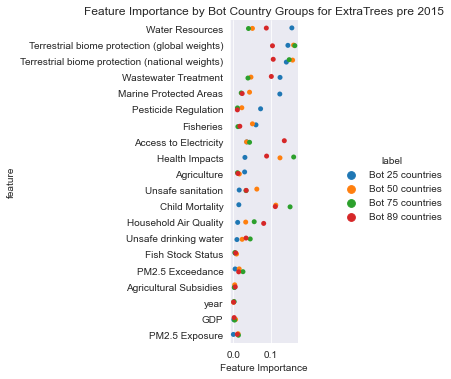 Feature Importance by Bot Country Groups for ExtraTrees pre 2015
Water Resources
Terrestrial biome protection (global weights)
Terrestrial biome protection (national weights)
Wastewater Treatment
Marine Protected Areas
Pesticide Regulation
Fisheries
Access to Electricity
Health Impacts
Agriculture
Unsafe sanitation
Child Mortality
Household Air Quality
Unsafe drinking water
Fish Stock Status
PM2.5 Exceedance
Agricultural Subsidies
year
GDP
PM2.5 Exposure
feature
0.0 0.1
Feature Importance
label
Bot 25 countries
Bot 50 countries
Bot 75 countries
Bot 89 countries